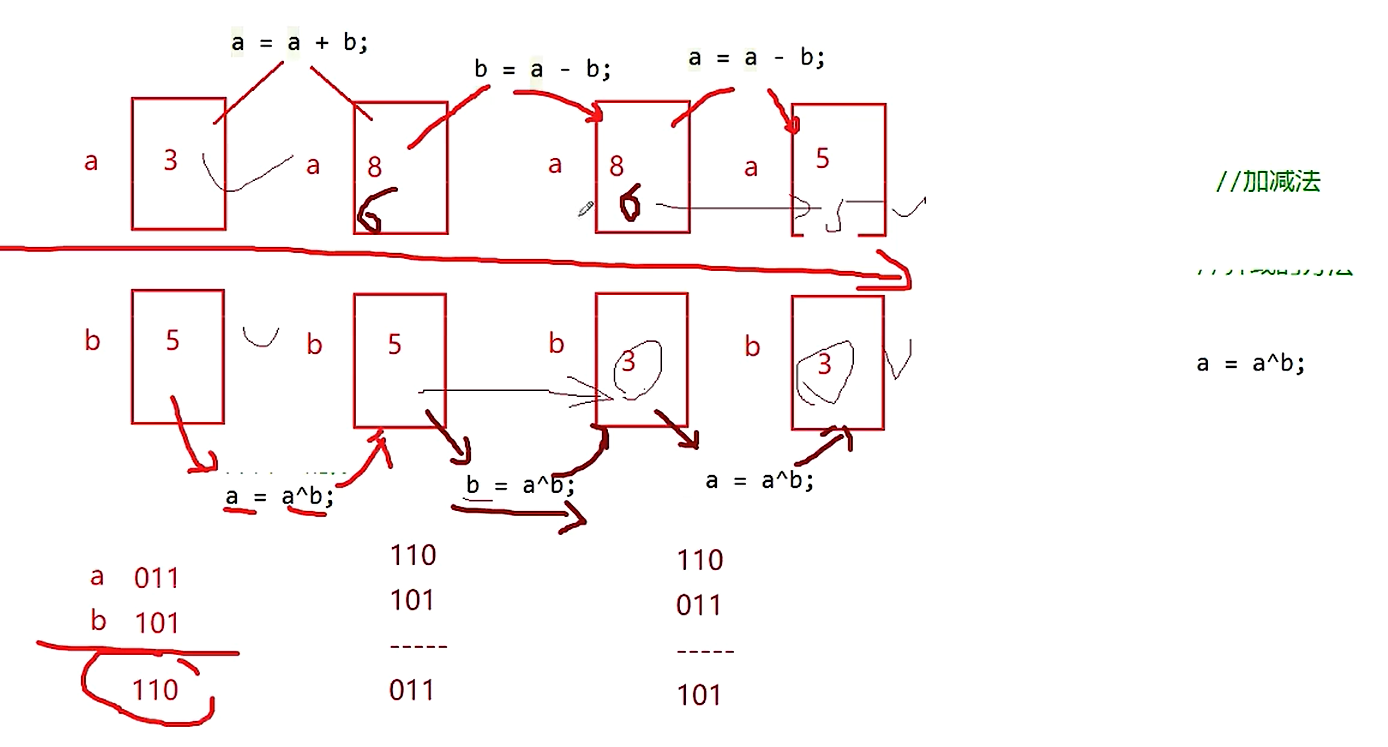 a = a + b;
b = a - b;
a = a - b;
a 3 a 8 a 8 a 5
6 6 5
//加减法
b 5 b 5 b 3 b 3
a = a^b;
a = a^b;
b = a^b;
a = a^b;
a 011
b 101
110
110
101
-----
011
110
011
-----
101